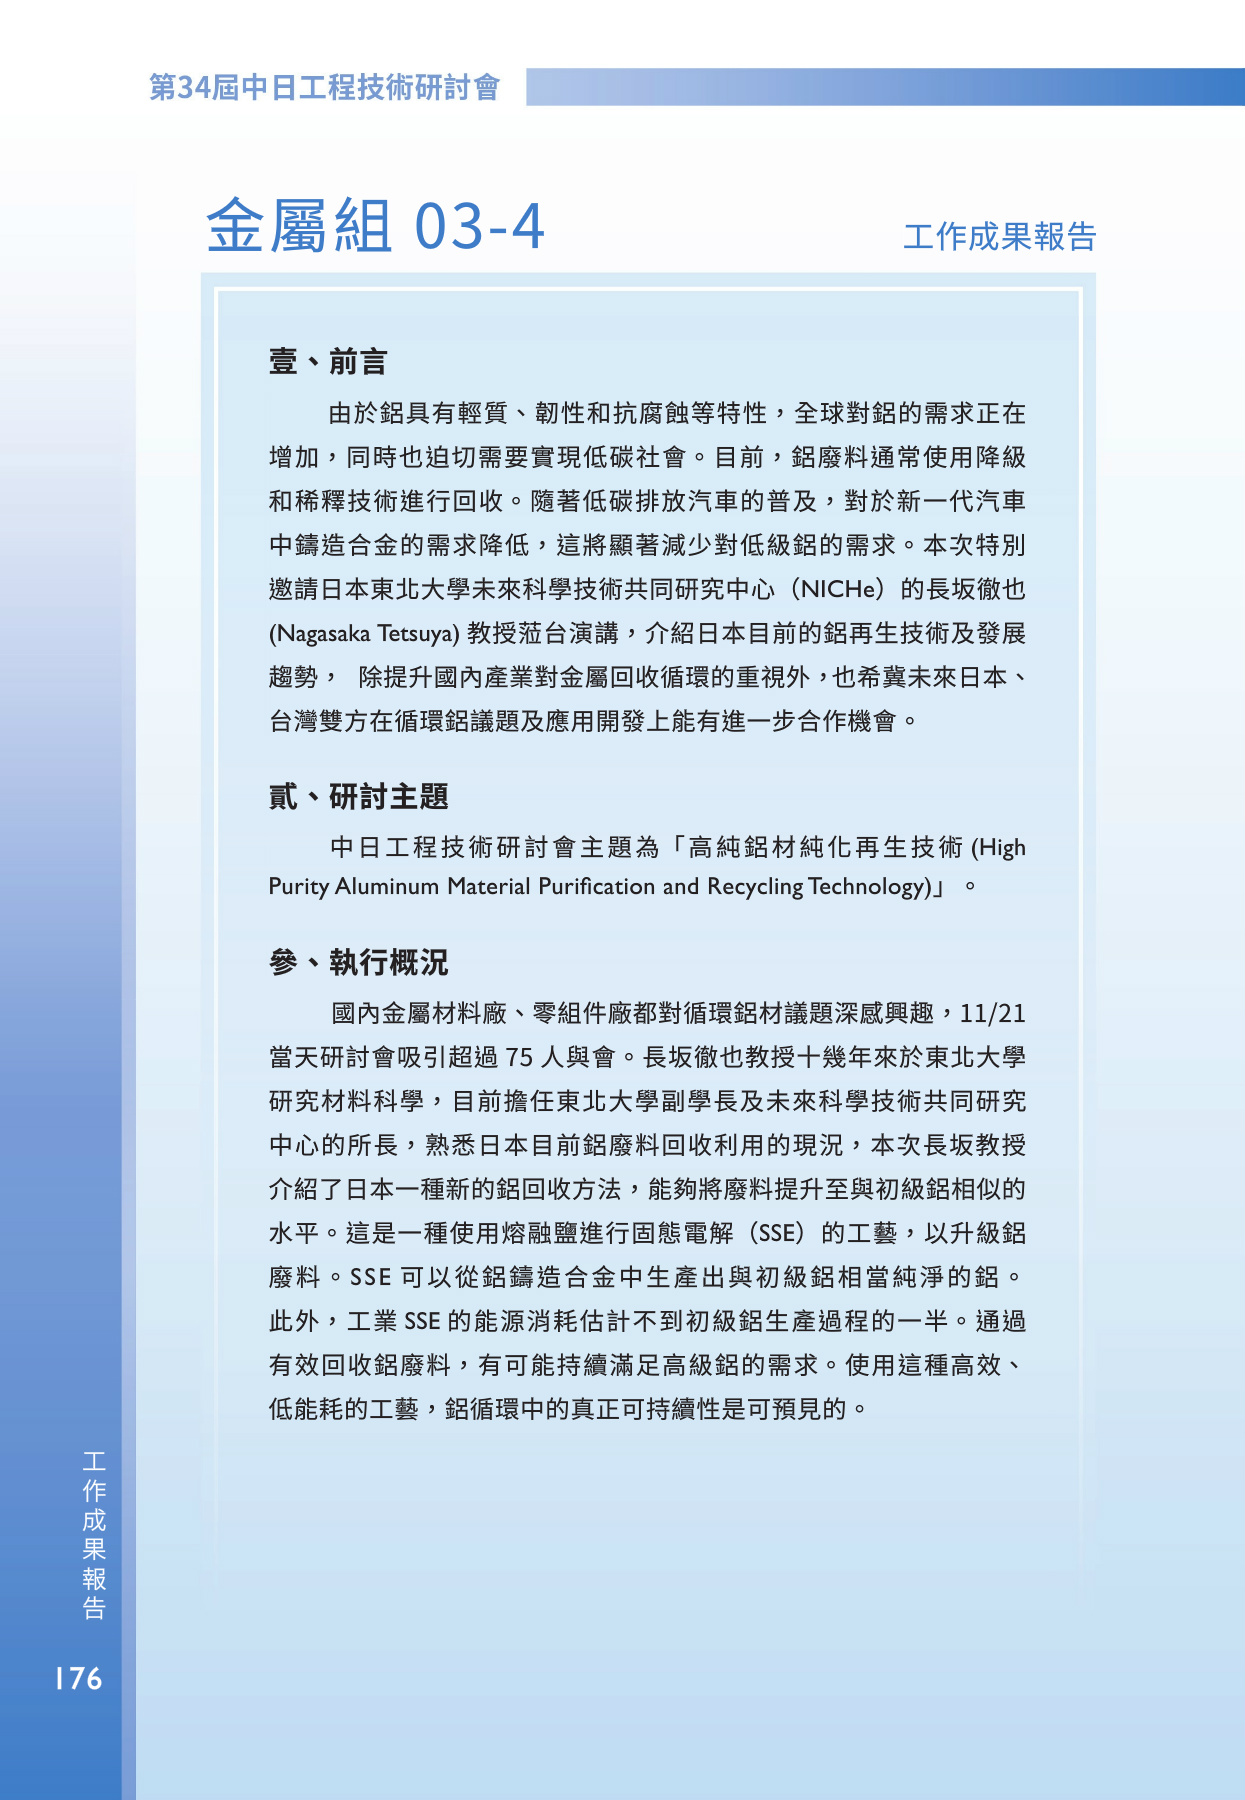 第34屆中日工程技術研討會
金屬組 03-4
工作成果報告
壹、前言
由於鋁具有輕質、韌性和抗腐蝕等特性，全球對鋁的需求正在
增加，同時也迫切需要實現低碳社會。目前，鋁廢料通常使用降級
和稀釋技術進行回收。隨著低碳排放汽車的普及，對於新一代汽車
中鑄造合金的需求降低，這將顯著減少對低級鋁的需求。本次特別
邀請日本東北大學未來科學技術共同研究中心（NICHe）的長坂徹也
(Nagasaka Tetsuya) 教授蒞台演講，介紹日本目前的鋁再生技術及發展
趨勢， 除提升國內產業對金屬回收循環的重視外，也希冀未來日本、
台灣雙方在循環鋁議題及應用開發上能有進一步合作機會。
貳、研討主題
中日工程技術研討會主題為「高純鋁材純化再生技術 (High
Purity Aluminum Material Purification and Recycling Technology)」。
參、執行概況
國內金屬材料廠、零組件廠都對循環鋁材議題深感興趣，11/21
當天研討會吸引超過 75 人與會。長坂徹也教授十幾年來於東北大學
研究材料科學，目前擔任東北大學副學長及未來科學技術共同研究
中心的所長，熟悉日本目前鋁廢料回收利用的現況，本次長坂教授
介紹了日本一種新的鋁回收方法，能夠將廢料提升至與初級鋁相似的
水平。這是一種使用熔融鹽進行固態電解（SSE）的工藝，以升級鋁
廢料。SSE 可以從鋁鑄造合金中生產出與初級鋁相當純淨的鋁。
此外，工業 SSE 的能源消耗估計不到初級鋁生產過程的一半。通過
有效回收鋁廢料，有可能持續滿足高級鋁的需求。使用這種高效、
低能耗的工藝，鋁循環中的真正可持續性是可預見的。
工作成果報告
176